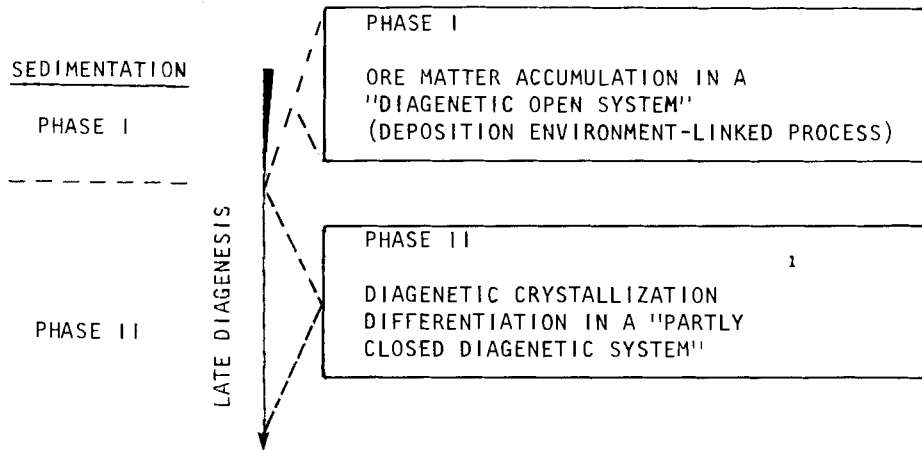 SEDIMENTATION
PHASE I
PHASE II
LATE DIAGENESIS
PHASE I
ORE MATTER ACCUMULATION IN A
"DIAGENETIC OPEN SYSTEM"
(DEPOSITION ENVIRONMENT-LINKED PROCESS)
PHASE II
1
DIAGENETIC CRYSTALLIZATION
DIFFERENTIATION IN A "PARTLY
CLOSED DIAGENETIC SYSTEM"